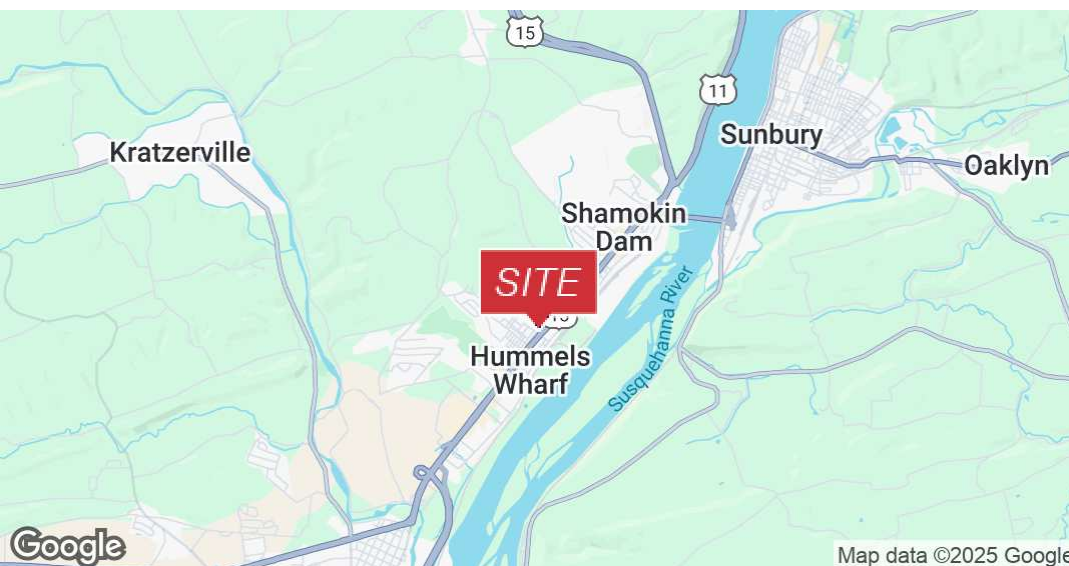 15
11
Sunbury
Kratzerville
Oaklyn
Shamokin
Dam
SITE
15
Hummels
Wharf
Susquehanna River
Google
Map data ©2025 Google